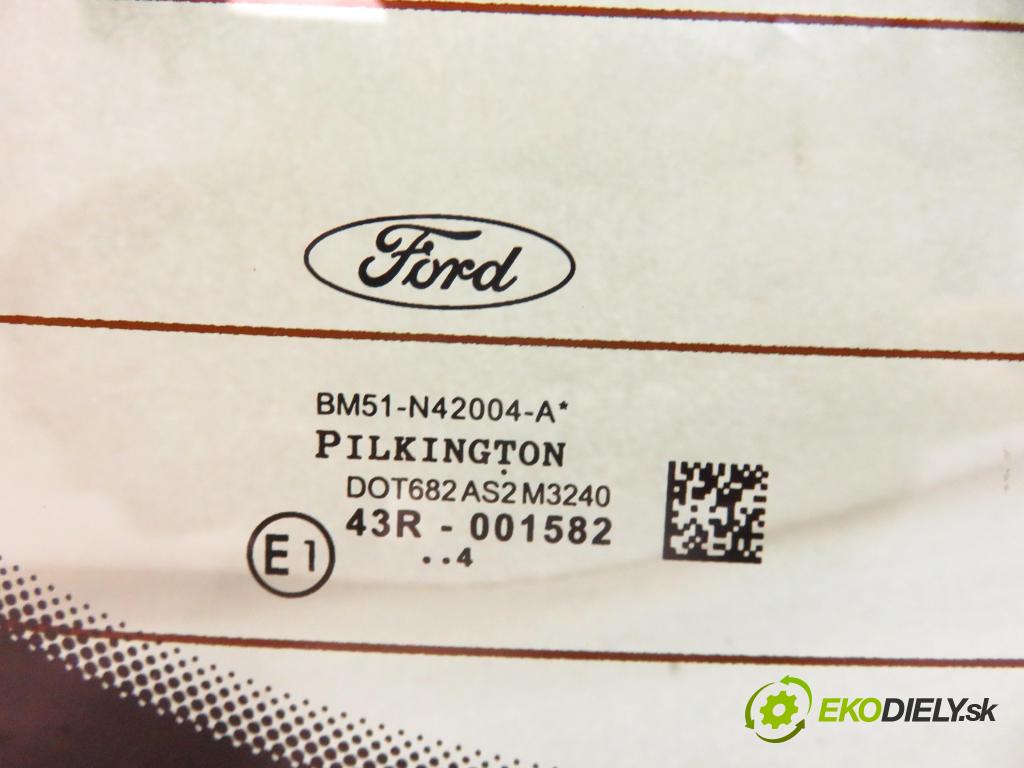 Ford
BM51-N42004-A*
PILKINGTON
DOT682 AS2 M3240
43R - 001582
E1
..4
EKODIELY.sk